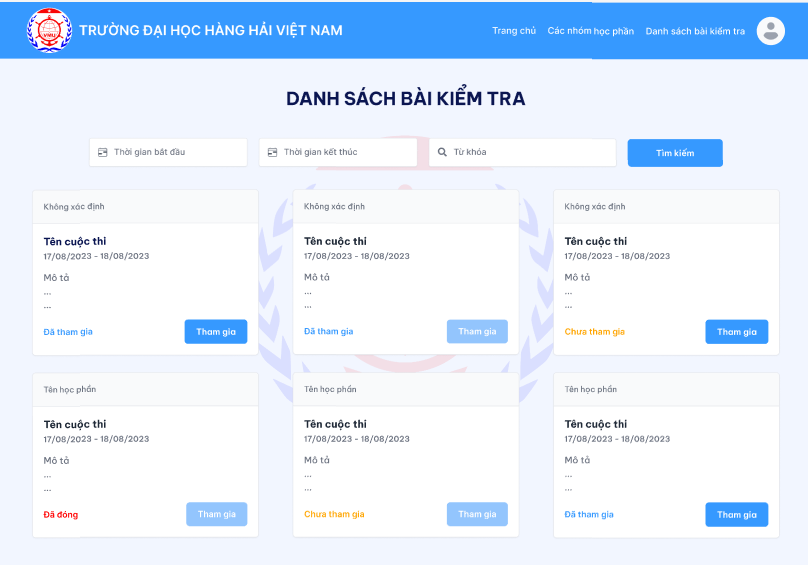 VMU
TRƯỜNG ĐẠI HỌC HÀNG HẢI VIỆT NAM
Trang chủ Các nhóm học phần Danh sách bài kiểm tra
DANH SÁCH BÀI KIỂM TRA
Thời gian bắt đầu Thời gian kết thúc Từ khóa Tìm kiếm
Không xác định
Tên cuộc thi
17/08/2023 - 18/08/2023
Mô tả
...
...
Đã tham gia Tham gia
Không xác định
Tên cuộc thi
17/08/2023 - 18/08/2023
Mô tả
...
...
Đã tham gia Tham gia
Không xác định
Tên cuộc thi
17/08/2023 - 18/08/2023
Mô tả
...
...
Chưa tham gia Tham gia
Tên học phần
Tên cuộc thi
17/08/2023 - 18/08/2023
Mô tả
...
...
Đã đóng Tham gia
Tên học phần
Tên cuộc thi
17/08/2023 - 18/08/2023
Mô tả
...
...
Chưa tham gia Tham gia
Tên học phần
Tên cuộc thi
17/08/2023 - 18/08/2023
Mô tả
...
...
Đã tham gia Tham gia